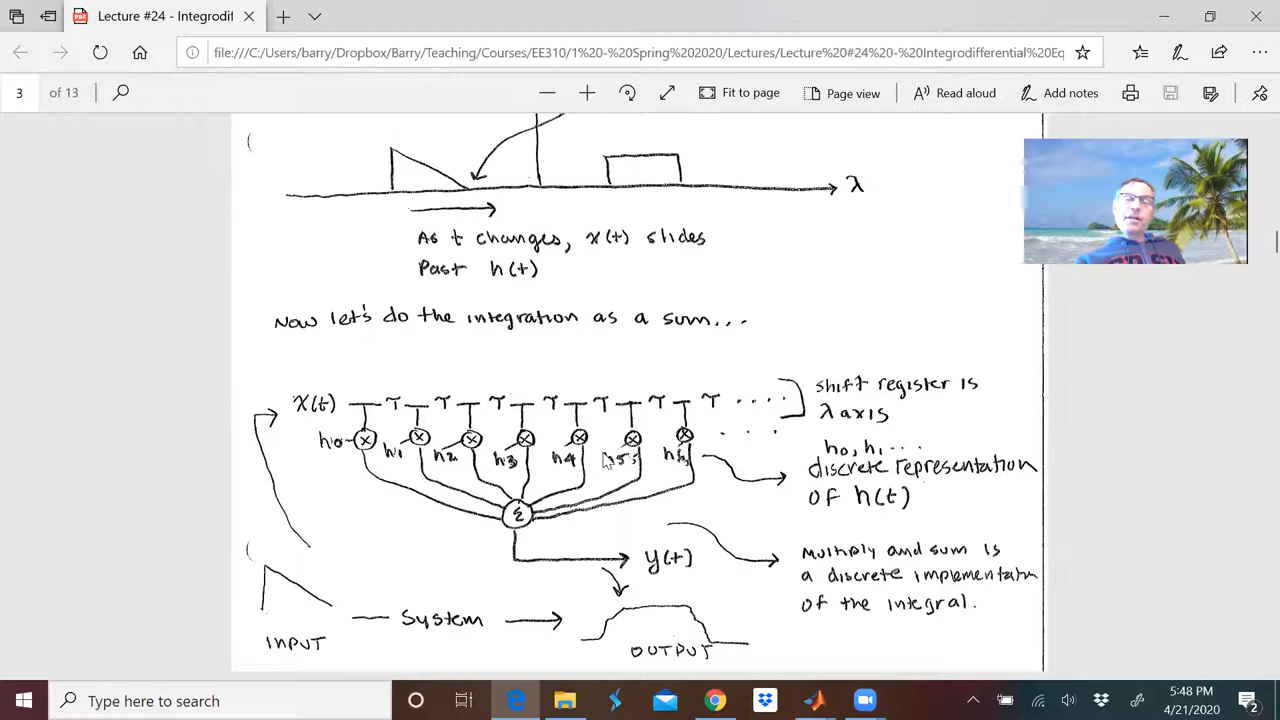 Lecture #24 - Integrodif
file:///C:/Users/barry/Dropbox/Barry/Teaching/Courses/EE310/1%20-%20Spring%202020/Lectures/Lecture%20#24%20-%20Integrodifferential%20Eq
3 of 13
Fit to page
Page view
Read aloud
Add notes
λ
As t changes, x(t) slides
Past h(t)
Now let's do the integration as a sum...
x(t) T T T T T T T ....
shift register is
λ axis
h0 h1 h2 h3 h4 h5 h6
h0, h1 ...
discrete representation
of h(t)
Σ
y(t)
Multiply and sum is
a discrete implementatn
of the integral.
System
INPUT
OUTPUT
Type here to search
5:48 PM
4/21/2020
2